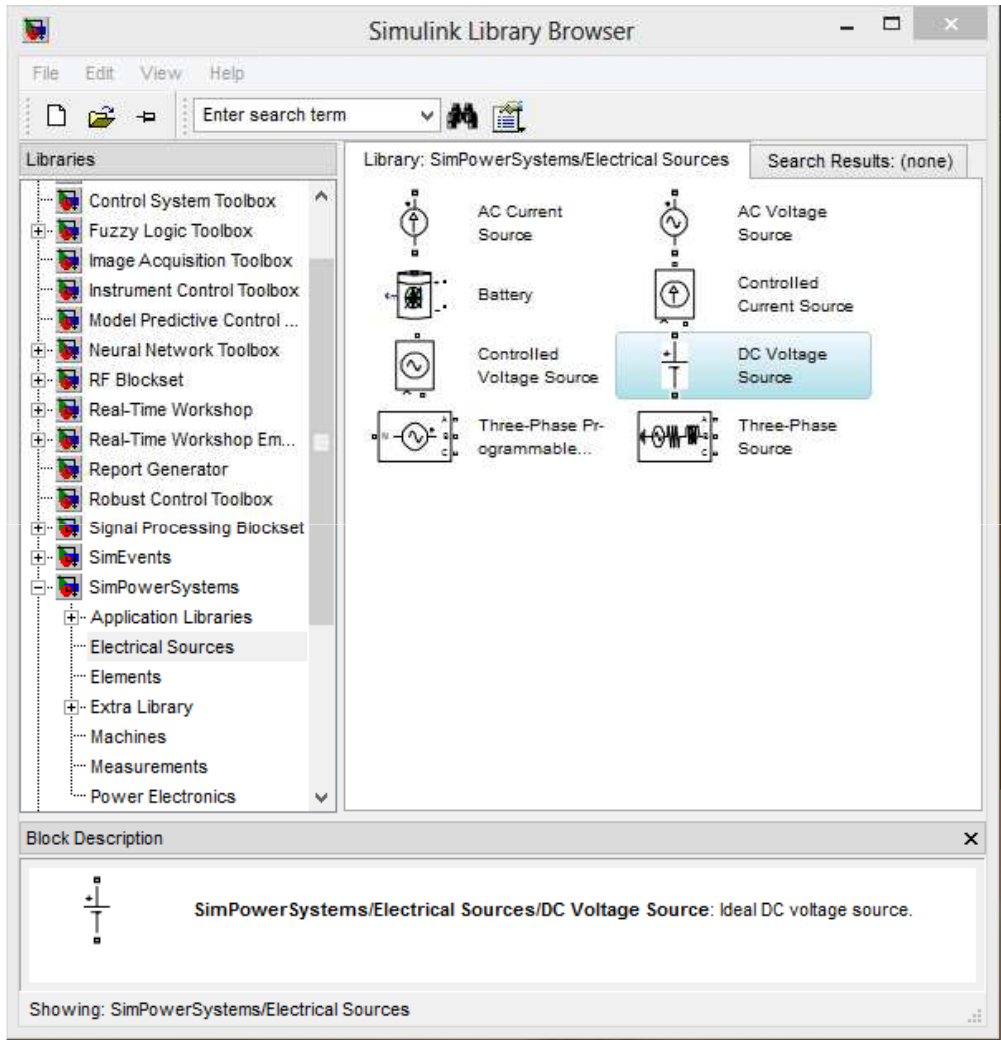 Simulink Library Browser
File Edit View Help
Enter search term
Libraries
Control System Toolbox
Fuzzy Logic Toolbox
Image Acquisition Toolbox
Instrument Control Toolbox
Model Predictive Control ...
Neural Network Toolbox
RF Blockset
Real-Time Workshop
Real-Time Workshop Em...
Report Generator
Robust Control Toolbox
Signal Processing Blockset
SimEvents
SimPowerSystems
Application Libraries
Electrical Sources
Elements
Extra Library
Machines
Measurements
Power Electronics
Library: SimPowerSystems/Electrical Sources
Search Results: (none)
AC Current
Source
AC Voltage
Source
Battery
Controlled
Current Source
Controlled
Voltage Source
DC Voltage
Source
Three-Phase Pr-
ogrammable...
Three-Phase
Source
Block Description
SimPowerSystems/Electrical Sources/DC Voltage Source: Ideal DC voltage source.
Showing: SimPowerSystems/Electrical Sources